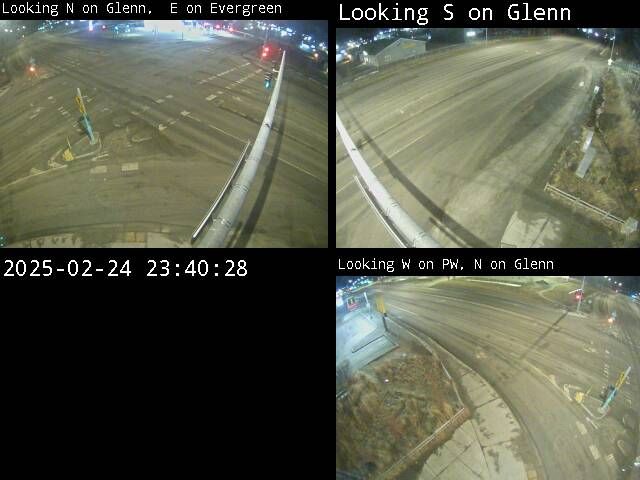 Looking N on Glenn,  E on Evergreen
Looking S on Glenn
2025-02-24 23:40:28
Looking W on PW, N on Glenn